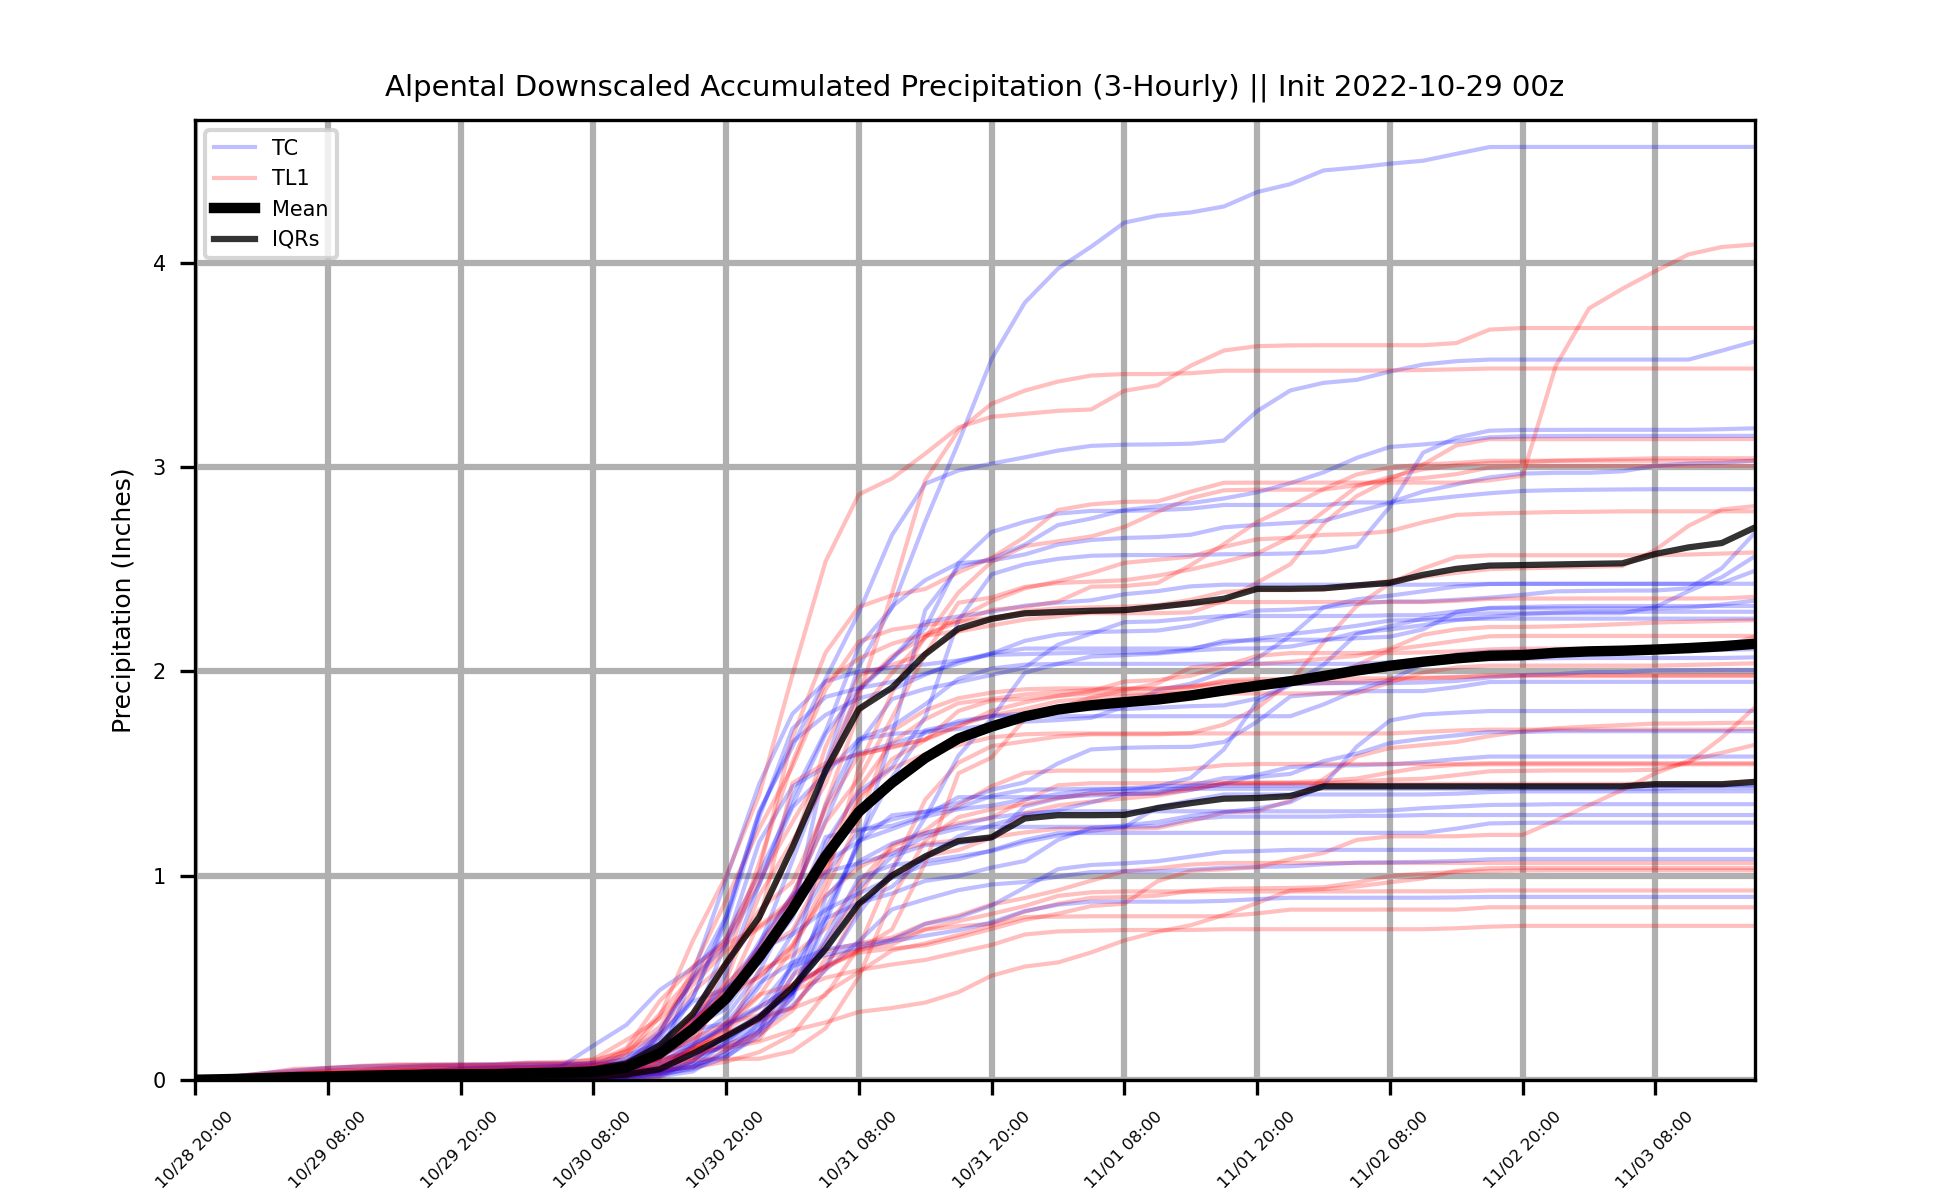 Alpental Downscaled Accumulated Precipitation (3-Hourly) || Init 2022-10-29 00z
TC
TL1
Mean
IQRs
Precipitation (Inches)
4
3
2
1
0
10/28 20:00
10/29 08:00
10/29 20:00
10/30 08:00
10/30 20:00
10/31 08:00
10/31 20:00
11/01 08:00
11/01 20:00
11/02 08:00
11/02 20:00
11/03 08:00